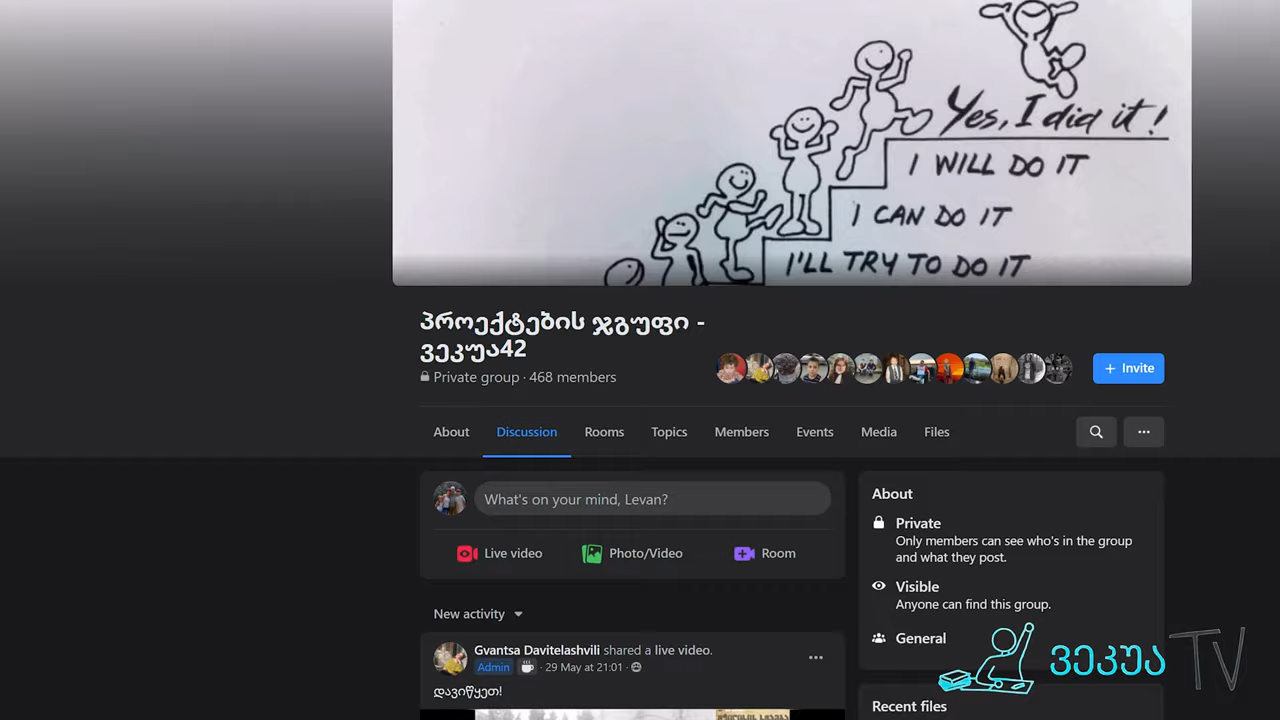 Yes, I did it!
I WILL DO IT
I CAN DO IT
I'LL TRY TO DO IT
პროექტების ჯგუფი -
ვეკუა42
Private group · 468 members
+ Invite
About Discussion Rooms Topics Members Events Media Files
What's on your mind, Levan?
Live video Photo/Video Room
New activity
Gvantsa Davitelashvili shared a live video.
Admin · 29 May at 21:01 ·
დავიწყეთ!
About
Private
Only members can see who's in the group
and what they post.
Visible
Anyone can find this group.
General
ვეკუა TV
Recent files